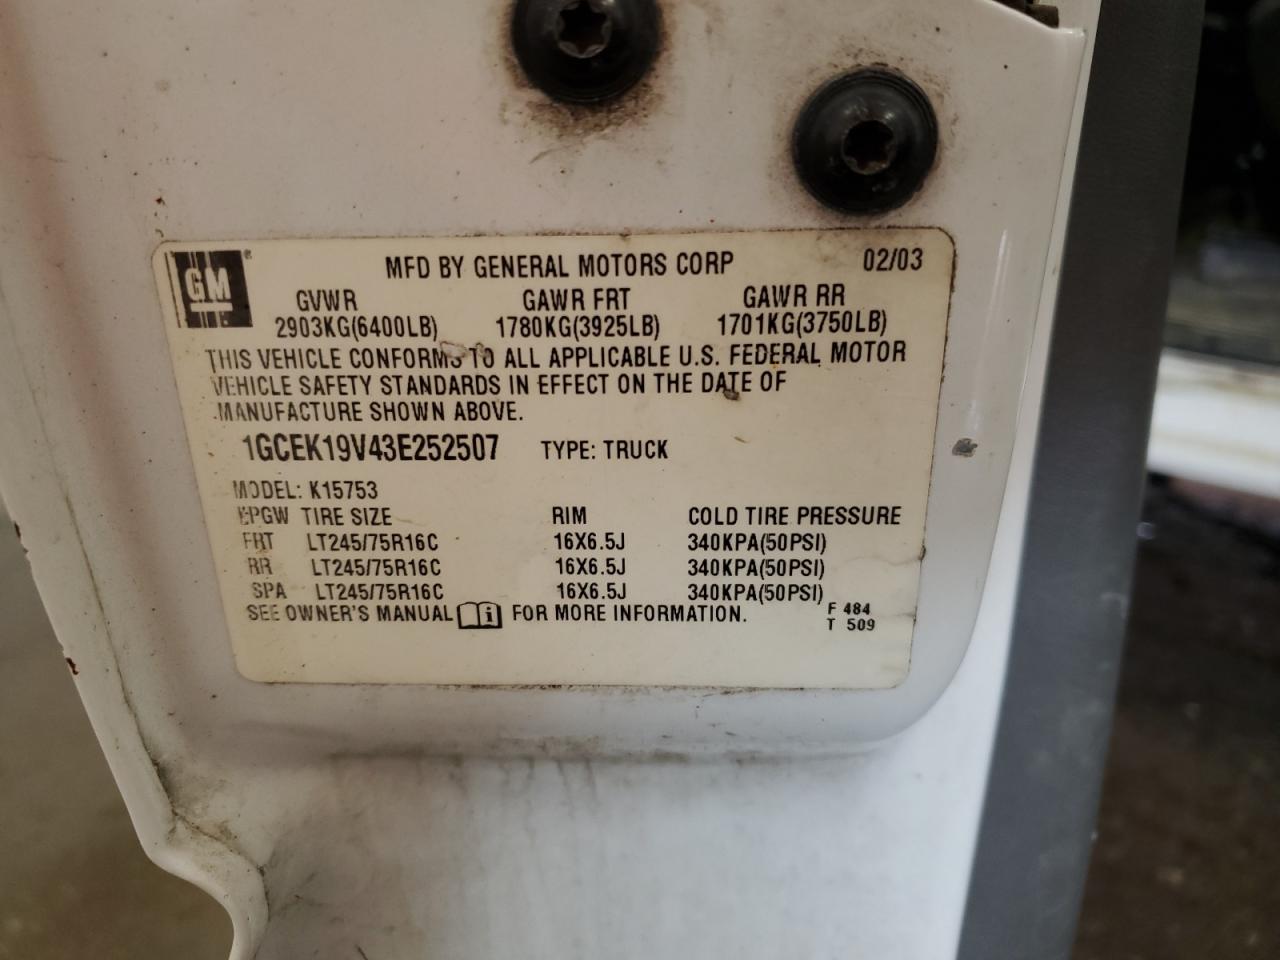 GM
MFD BY GENERAL MOTORS CORP 02/03
GVWR GAWR FRT GAWR RR
2903KG(6400LB) 1780KG(3925LB) 1701KG(3750LB)
THIS VEHICLE CONFORMS TO ALL APPLICABLE U.S. FEDERAL MOTOR
VEHICLE SAFETY STANDARDS IN EFFECT ON THE DATE OF
MANUFACTURE SHOWN ABOVE.
1GCEK19V43E252507 TYPE: TRUCK
MODEL: K15753
EPGW TIRE SIZE RIM COLD TIRE PRESSURE
FRT LT245/75R16C 16X6.5J 340KPA(50PSI)
RR LT245/75R16C 16X6.5J 340KPA(50PSI)
SPA LT245/75R16C 16X6.5J 340KPA(50PSI)
SEE OWNER'S MANUAL i FOR MORE INFORMATION. F 484
T 509